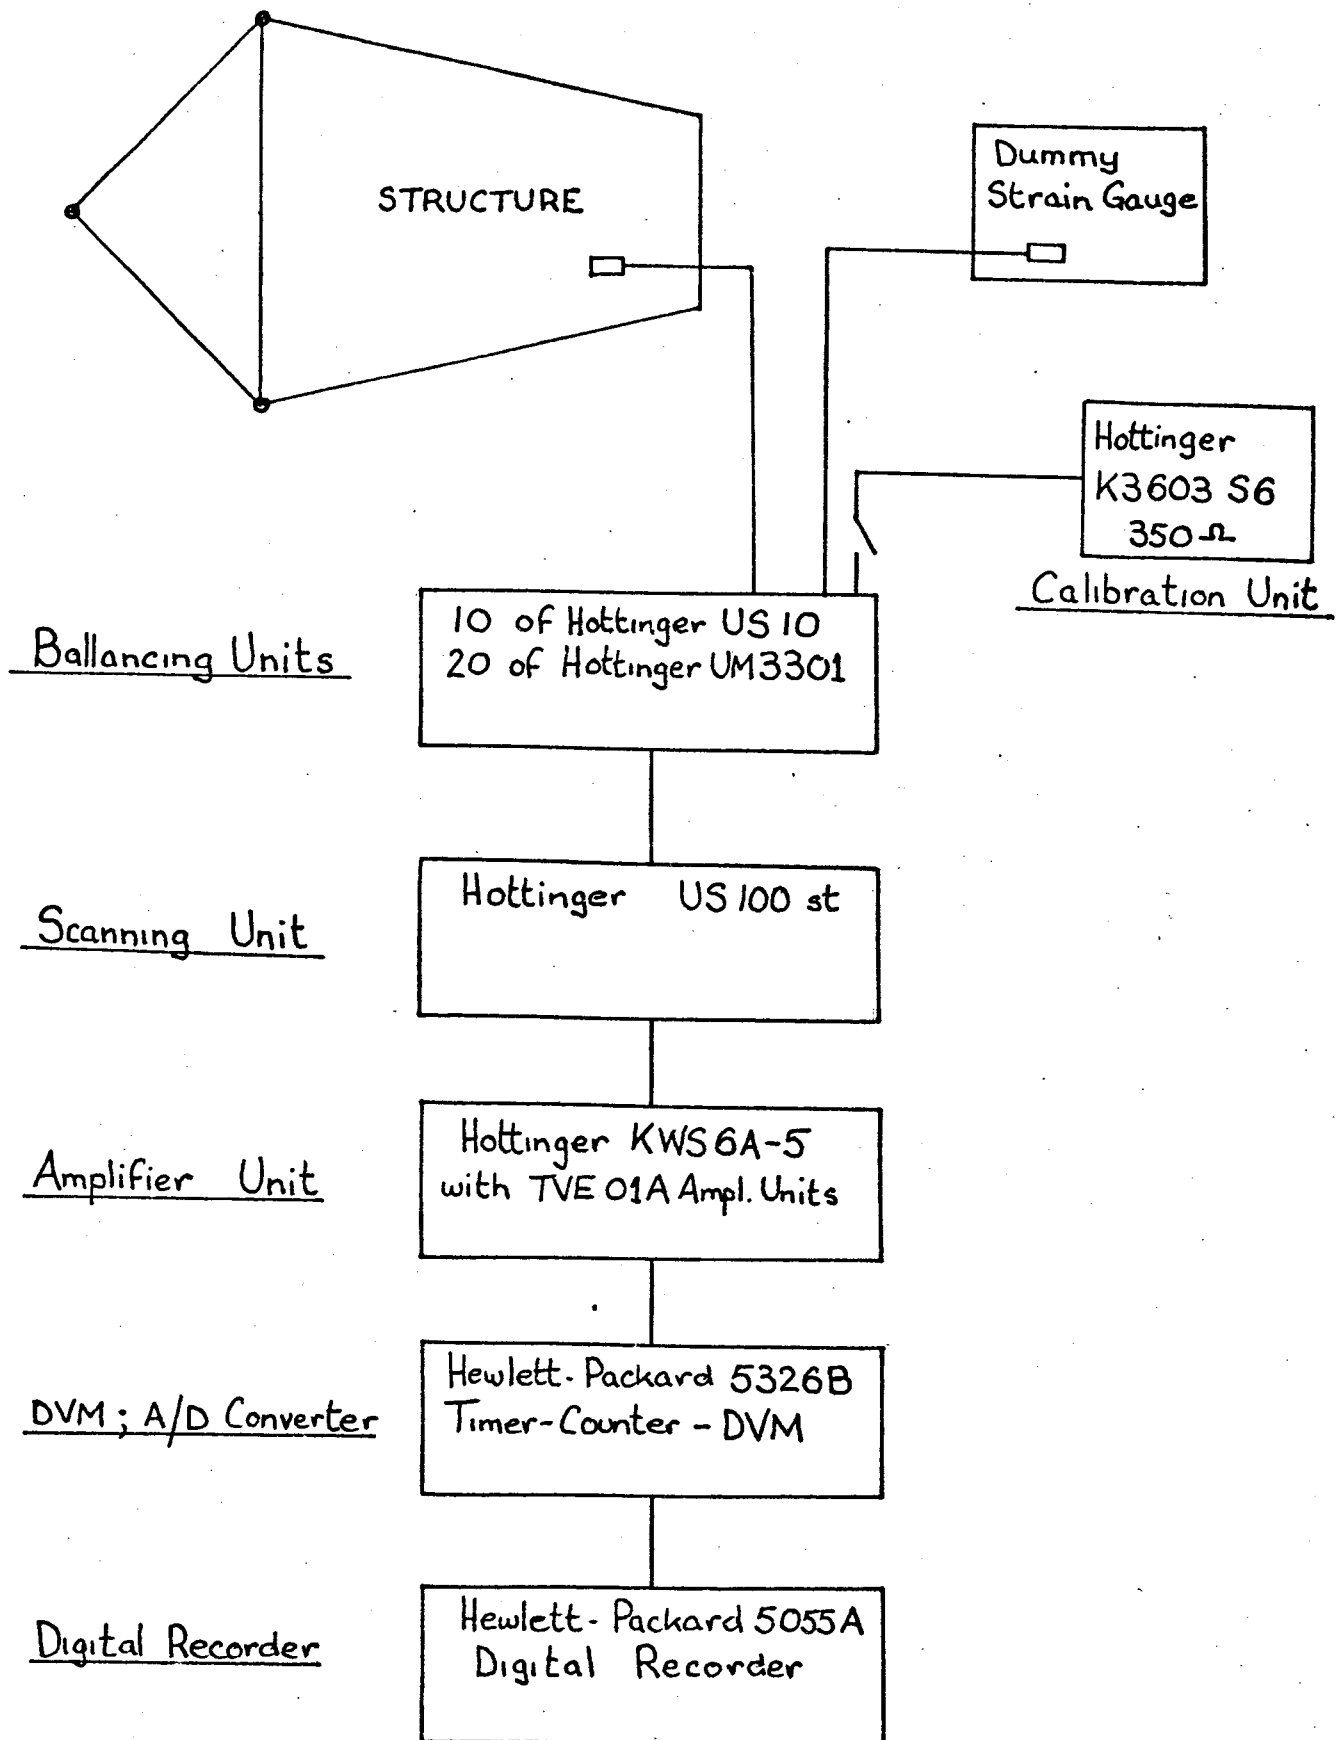 STRUCTURE
Dummy
Strain Gauge
Hottinger
K3603 S6
350 Ω
Calibration Unit
Ballancing Units
10 of Hottinger US 10
20 of Hottinger UM3301
Scanning Unit
Hottinger US 100 st
Amplifier Unit
Hottinger KWS 6A-5
with TVE 01A Ampl. Units
DVM ; A/D Converter
Hewlett-Packard 5326B
Timer-Counter - DVM
Digital Recorder
Hewlett-Packard 5055A
Digital Recorder